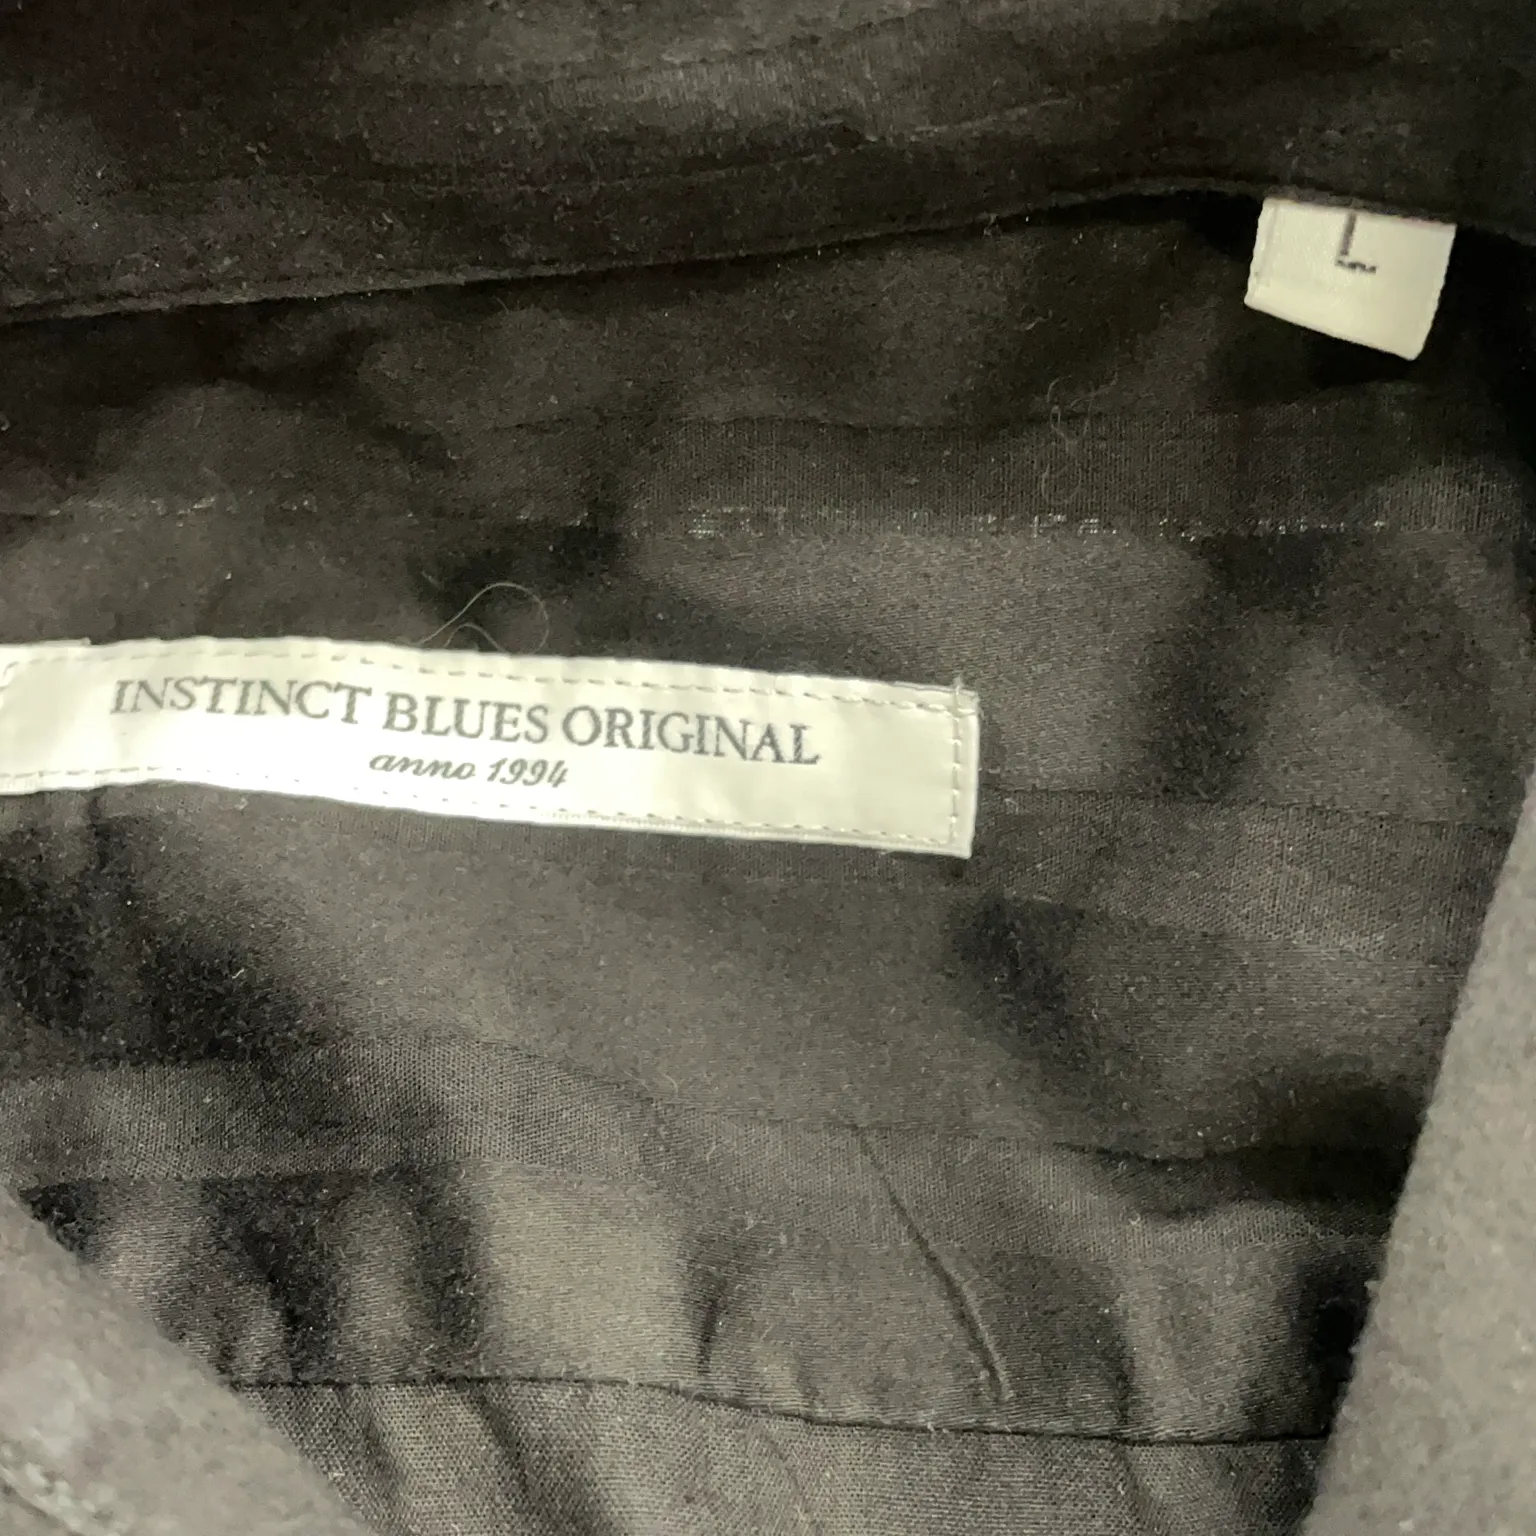 L
INSTINCT BLUES ORIGINAL
anno 1994